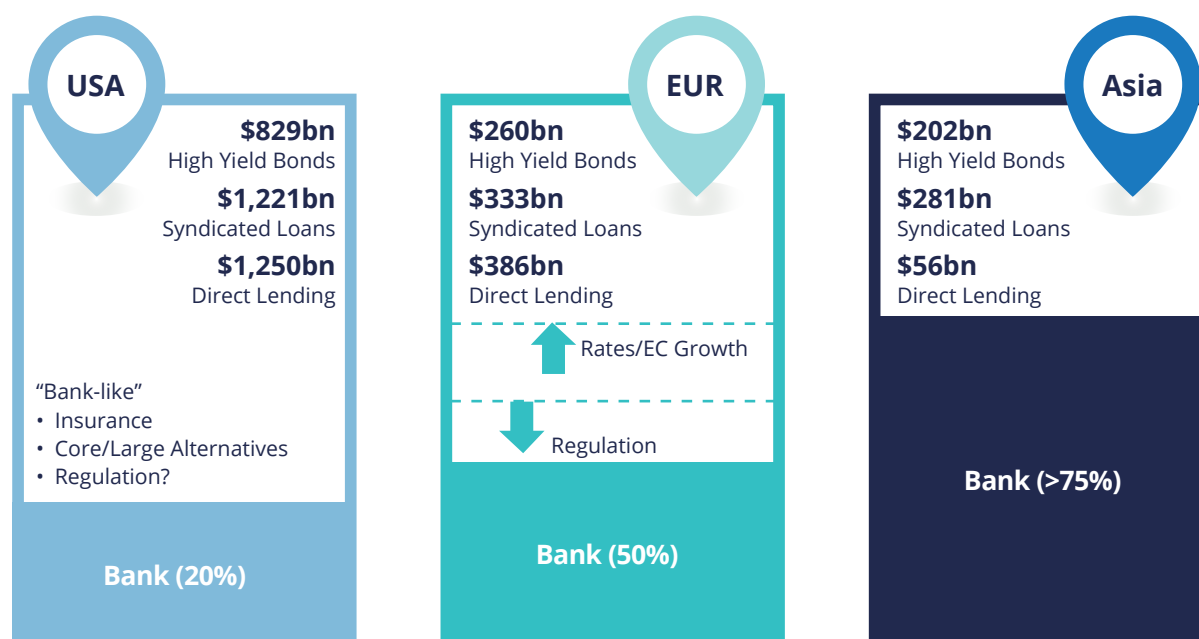 USA
$829bn
High Yield Bonds
$1,221bn
Syndicated Loans
$1,250bn
Direct Lending
“Bank-like”
• Insurance
• Core/Large Alternatives
• Regulation?
Bank (20%)
EUR
$260bn
High Yield Bonds
$333bn
Syndicated Loans
$386bn
Direct Lending
Rates/EC Growth
Regulation
Bank (50%)
Asia
$202bn
High Yield Bonds
$281bn
Syndicated Loans
$56bn
Direct Lending
Bank (>75%)